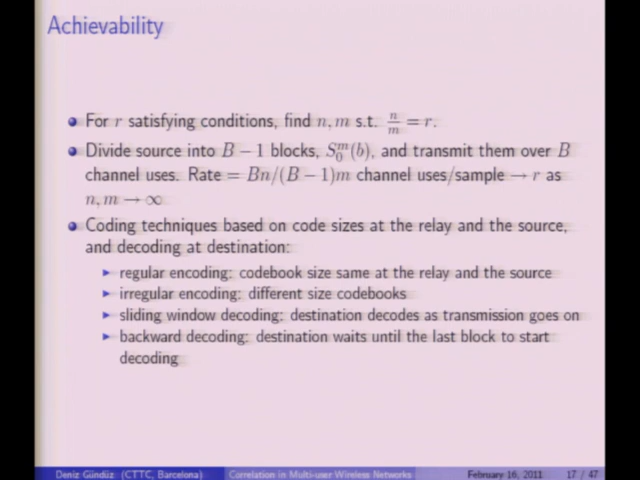 Achievability
For r satisfying conditions, find n, m s.t. n/m = r.
Divide source into B − 1 blocks, S_0^m(b), and transmit them over B
channel uses. Rate = Bn/(B − 1)m channel uses/sample → r as
n, m → ∞
Coding techniques based on code sizes at the relay and the source,
and decoding at destination:
regular encoding: codebook size same at the relay and the source
irregular encoding: different size codebooks
sliding window decoding: destination decodes as transmission goes on
backward decoding: destination waits until the last block to start
decoding
Deniz Gündüz (CTTC, Barcelona) Correlation in Multi-user Wireless Networks February 16, 2011 17 / 47